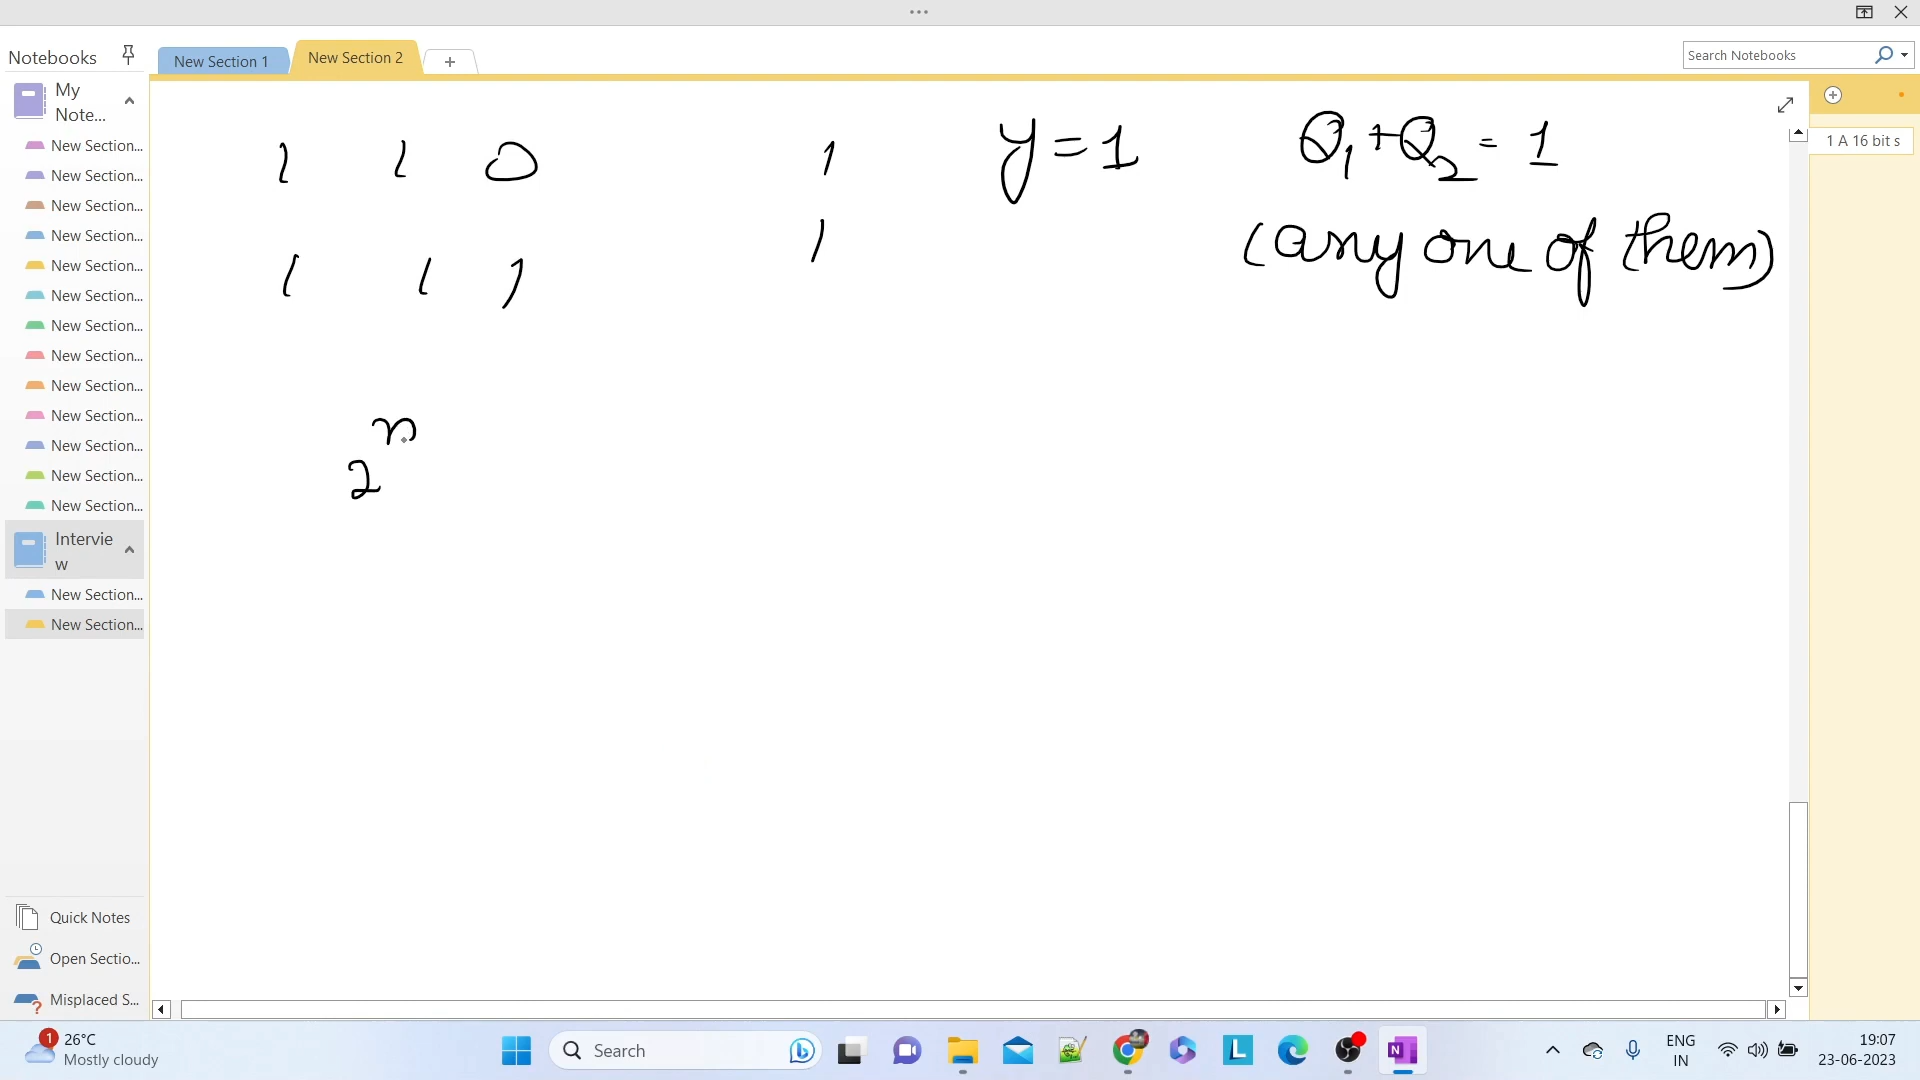 Notebooks
New Section 1
New Section 2
Search Notebooks
My
Note...
New Section...
New Section...
New Section...
New Section...
New Section...
New Section...
New Section...
New Section...
New Section...
New Section...
New Section...
New Section...
New Section...
Intervie
w
New Section...
New Section...
Quick Notes
Open Sectio...
Misplaced S...
1 A 16 bit s
1 1 0 1 y = 1 Q1 + Q2 = 1
1 1 1 1 (any one of them)
2^n
1
26°C
Mostly cloudy
Search
ENG
IN
19:07
23-06-2023